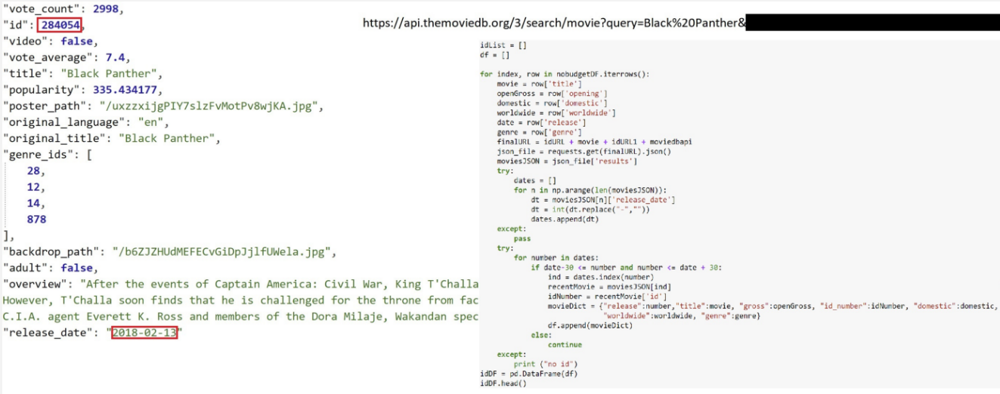 "vote_count": 2998,
"id": 284054,
"video": false,
"vote_average": 7.4,
"title": "Black Panther",
"popularity": 335.434177,
"poster_path": "/uxzzxijgPIY7slzFvMotPv8wjKA.jpg",
"original_language": "en",
"original_title": "Black Panther",
"genre_ids": [
28,
12,
14,
878
],
"backdrop_path": "/b6ZJZHUdMEFECvGiDpJjlfUWela.jpg",
"adult": false,
"overview": "After the events of Captain America: Civil War, King T'Challa
However, T'Challa soon finds that he is challenged for the throne from fac
C.I.A. agent Everett K. Ross and members of the Dora Milaje, Wakandan spec
"release_date": "2018-02-13"
https://api.themoviedb.org/3/search/movie?query=Black%20Panther&
idList = []
df = []
for index, row in nobudgetDF.iterrows():
movie = row['title']
openGross = row['opening']
domestic = row['domestic']
worldwide = row['worldwide']
date = row['release']
genre = row['genre']
finalURL = idURL + movie + idURL1 + moviedbapi
json_file = requests.get(finalURL).json()
moviesJSON = json_file['results']
try:
dates = []
for n in np.arange(len(moviesJSON)):
dt = moviesJSON[n]['release_date']
dt = int(dt.replace("-",""))
dates.append(dt)
except:
pass
try:
for number in dates:
if date-30 <= number and number <= date + 30:
ind = dates.index(number)
recentMovie = moviesJSON[ind]
idNumber = recentMovie['id']
movieDict = {"release":number,"title":movie, "gross":openGross, "id_number":idNumber, "domestic":domestic,
"worldwide":worldwide, "genre":genre}
df.append(movieDict)
else:
continue
except:
print ("no id")
idDF = pd.DataFrame(df)
idDF.head()